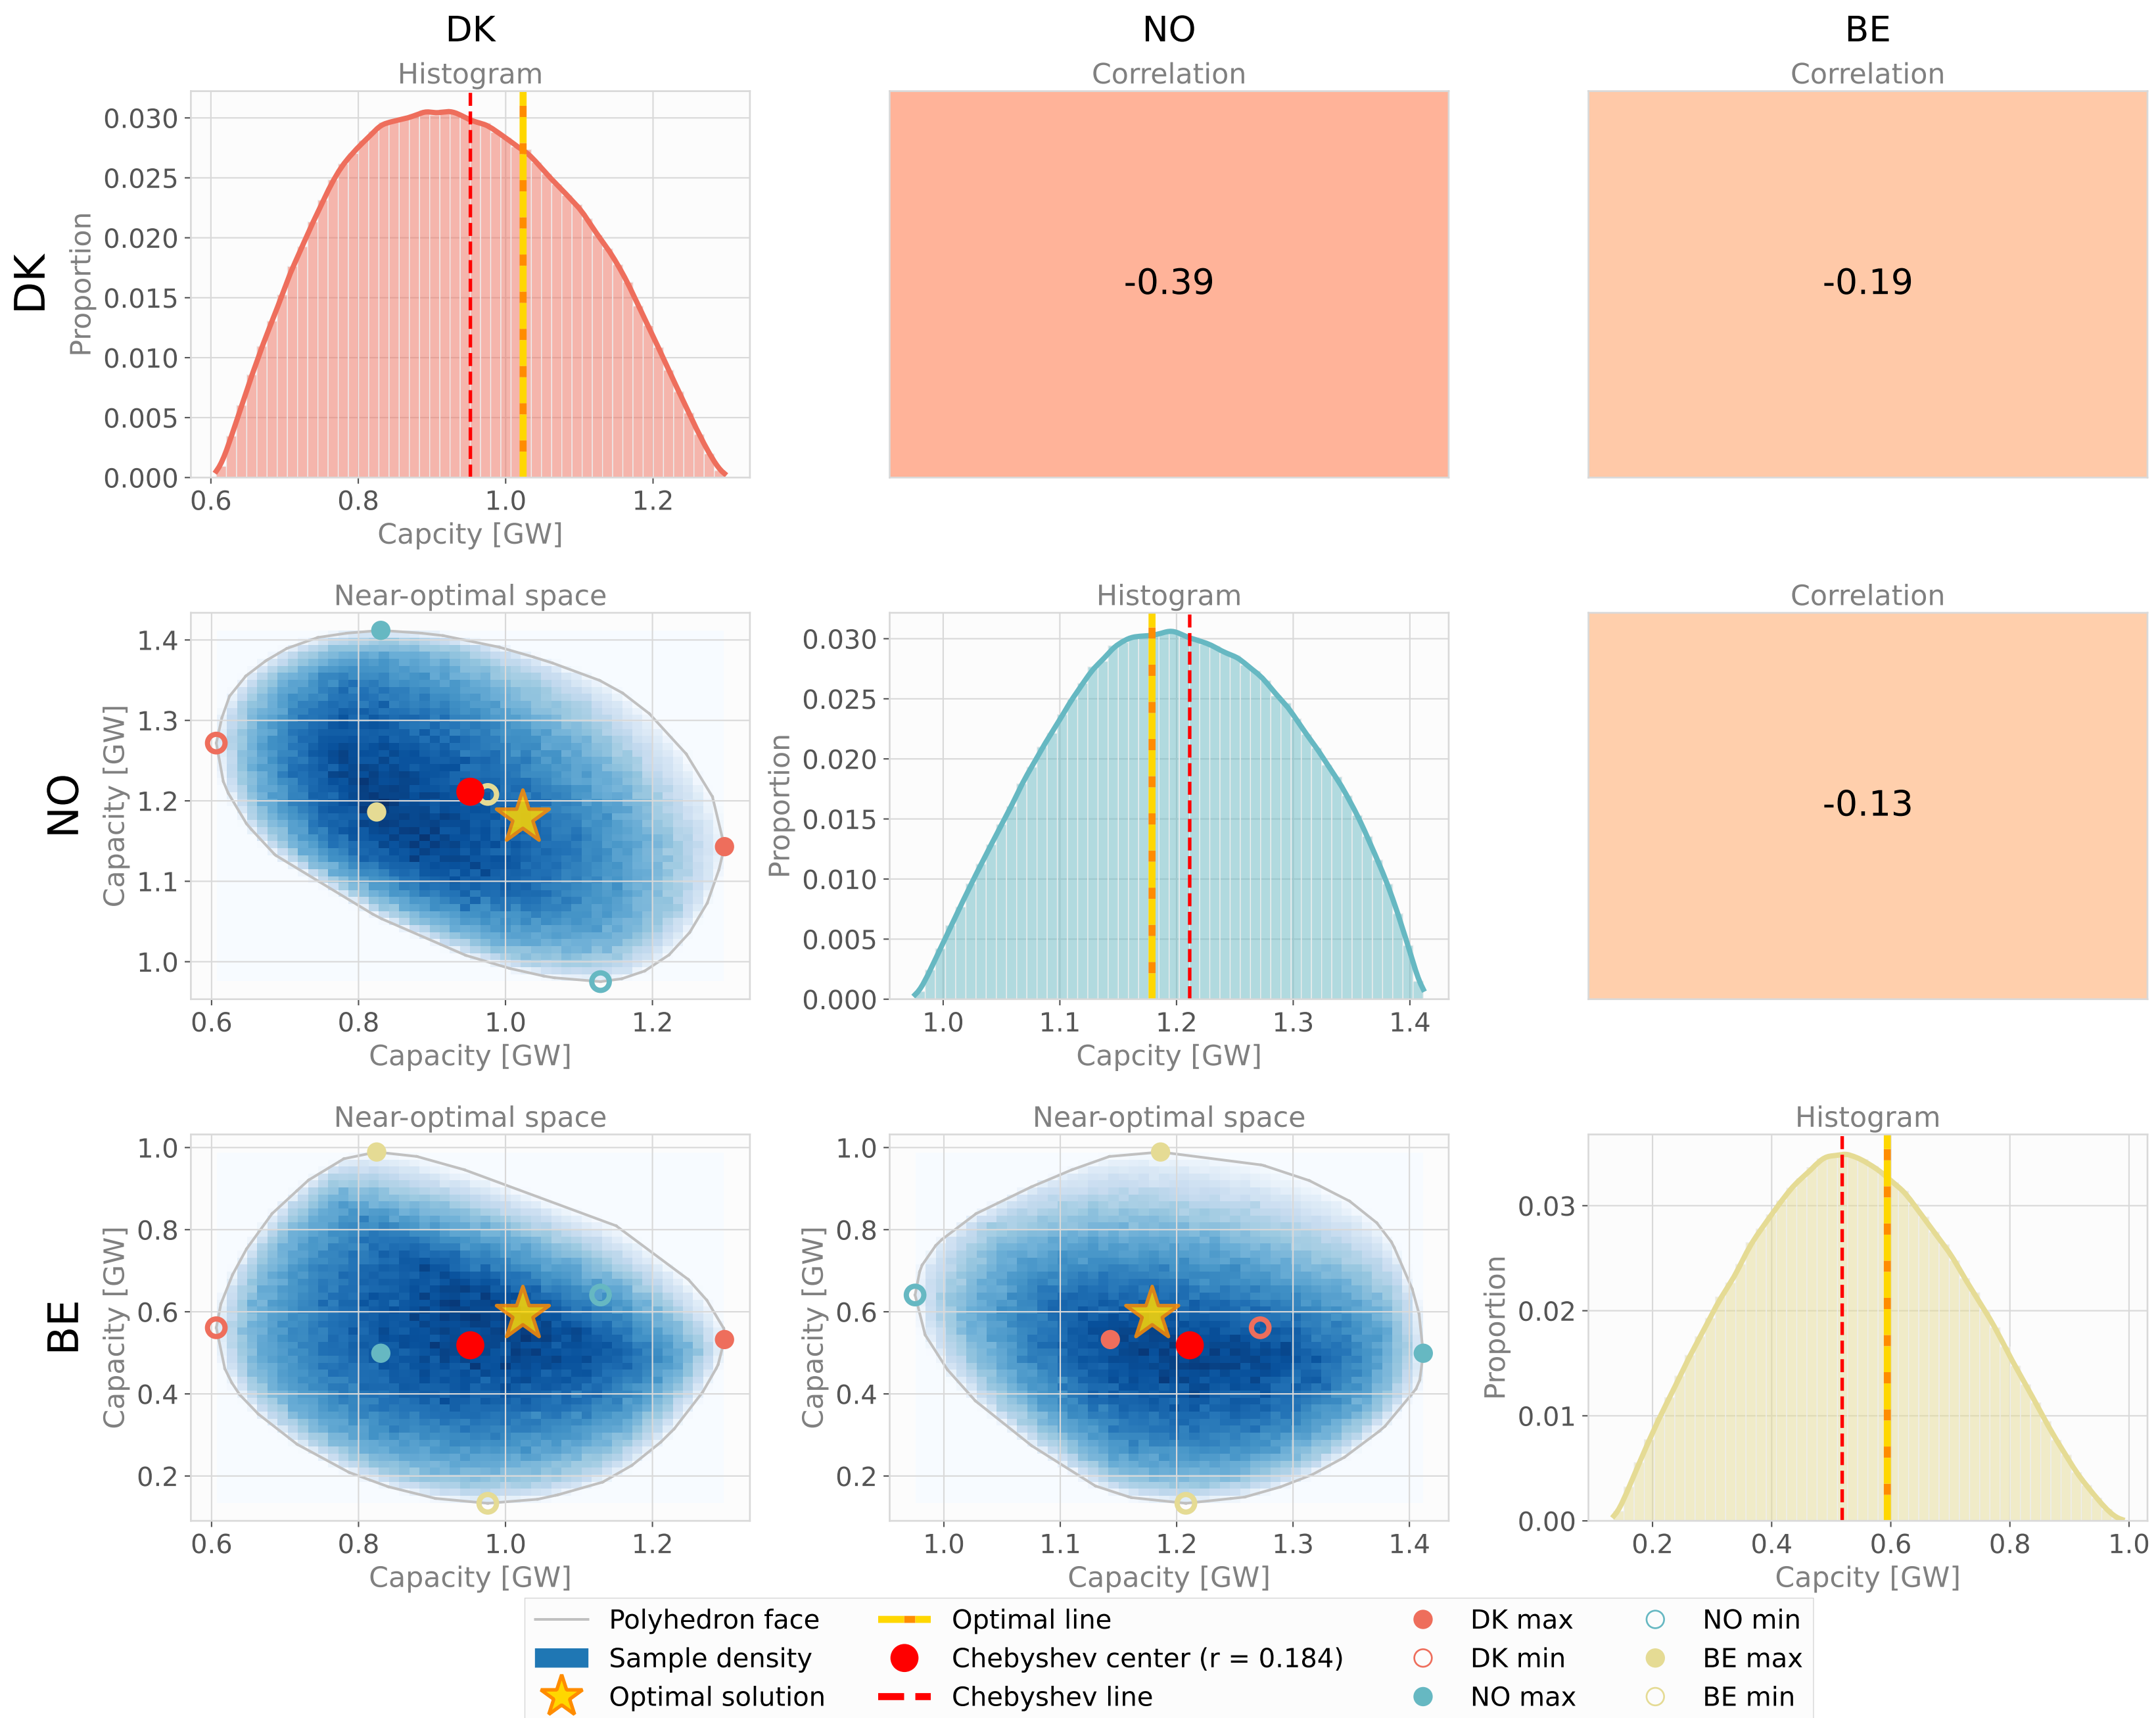 DK NO BE
Histogram Correlation Correlation
DK
Proportion
0.030
0.025
0.020
0.015
0.010
0.005
0.000
0.6 0.8 1.0 1.2
Capcity [GW]
-0.39
-0.19
Near-optimal space Histogram Correlation
NO
Capacity [GW]
1.4
1.3
1.2
1.1
1.0
0.6 0.8 1.0 1.2
Capacity [GW]
Proportion
0.030
0.025
0.020
0.015
0.010
0.005
0.000
1.0 1.1 1.2 1.3 1.4
Capcity [GW]
-0.13
Near-optimal space Near-optimal space Histogram
BE
Capacity [GW]
1.0
0.8
0.6
0.4
0.2
0.6 0.8 1.0 1.2
Capacity [GW]
Capacity [GW]
1.0
0.8
0.6
0.4
0.2
1.0 1.1 1.2 1.3 1.4
Capacity [GW]
Proportion
0.03
0.02
0.01
0.00
0.2 0.4 0.6 0.8 1.0
Capcity [GW]
Polyhedron face Optimal line DK max NO min
Sample density Chebyshev center (r = 0.184) DK min BE max
Optimal solution Chebyshev line NO max BE min